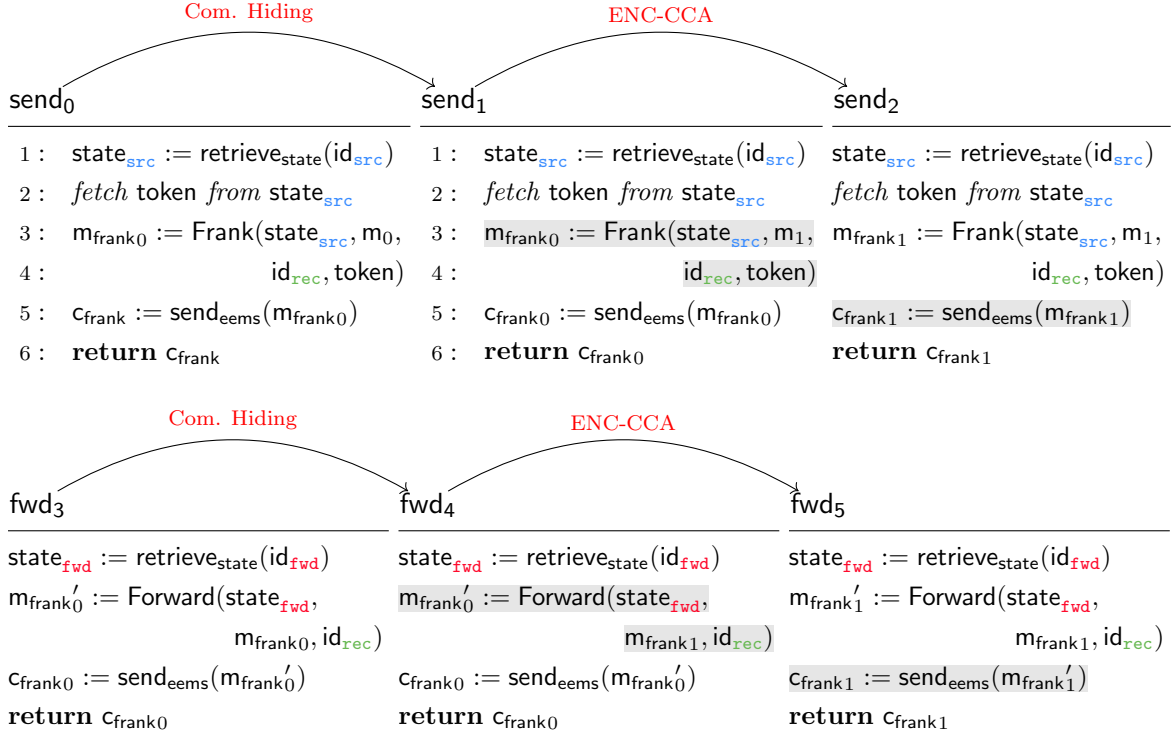 Com. Hiding ENC-CCA
send0 send1 send2
1 : state_src := retrieve_state(id_src) 1 : state_src := retrieve_state(id_src) state_src := retrieve_state(id_src)
2 : fetch token from state_src 2 : fetch token from state_src fetch token from state_src
3 : m_frank0 := Frank(state_src, m0, 3 : m_frank0 := Frank(state_src, m1, m_frank1 := Frank(state_src, m1,
4 : id_rec, token) 4 : id_rec, token) id_rec, token)
5 : c_frank := send_eems(m_frank0) 5 : c_frank0 := send_eems(m_frank0) c_frank1 := send_eems(m_frank1)
6 : return c_frank 6 : return c_frank0 return c_frank1
Com. Hiding ENC-CCA
fwd3 fwd4 fwd5
state_fwd := retrieve_state(id_fwd) state_fwd := retrieve_state(id_fwd) state_fwd := retrieve_state(id_fwd)
m_frank0′ := Forward(state_fwd, m_frank0′ := Forward(state_fwd, m_frank1′ := Forward(state_fwd,
m_frank0, id_rec) m_frank1, id_rec) m_frank1, id_rec)
c_frank0 := send_eems(m_frank0′) c_frank0 := send_eems(m_frank0′) c_frank1 := send_eems(m_frank1′)
return c_frank0 return c_frank0 return c_frank1